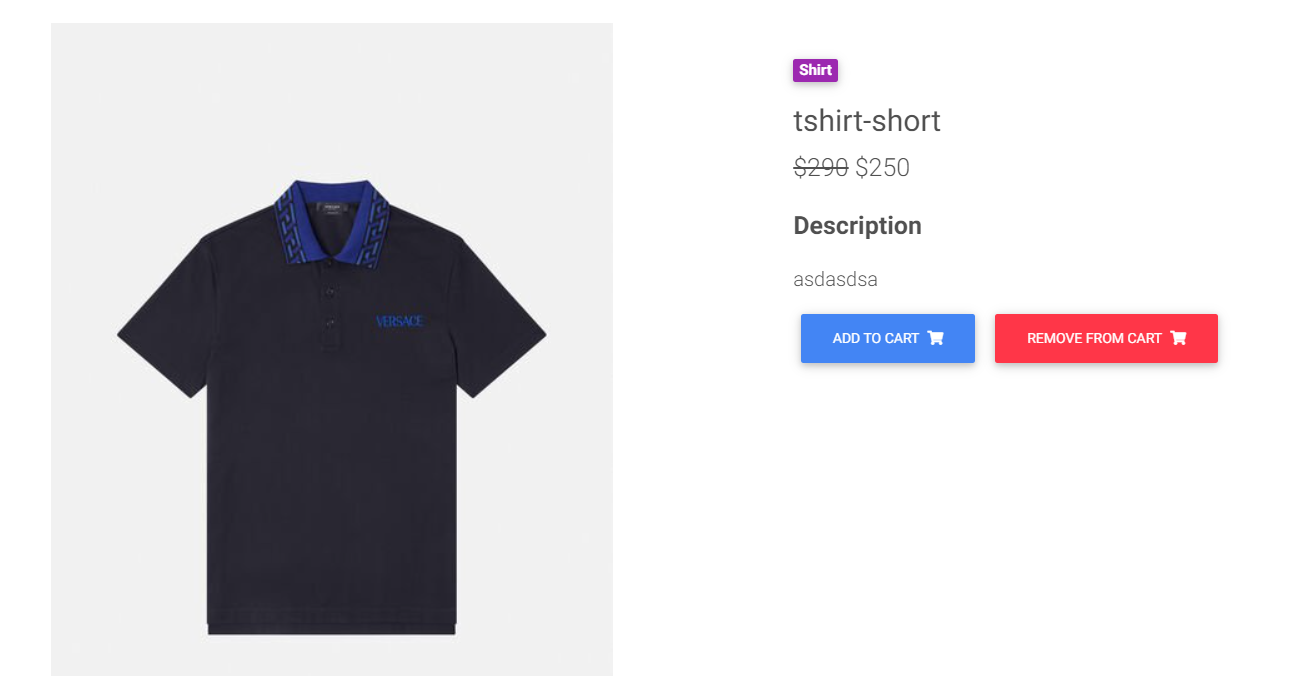 Shirt
tshirt-short
$290 $250
Description
asdasdsa
ADD TO CART
REMOVE FROM CART
VERSACE